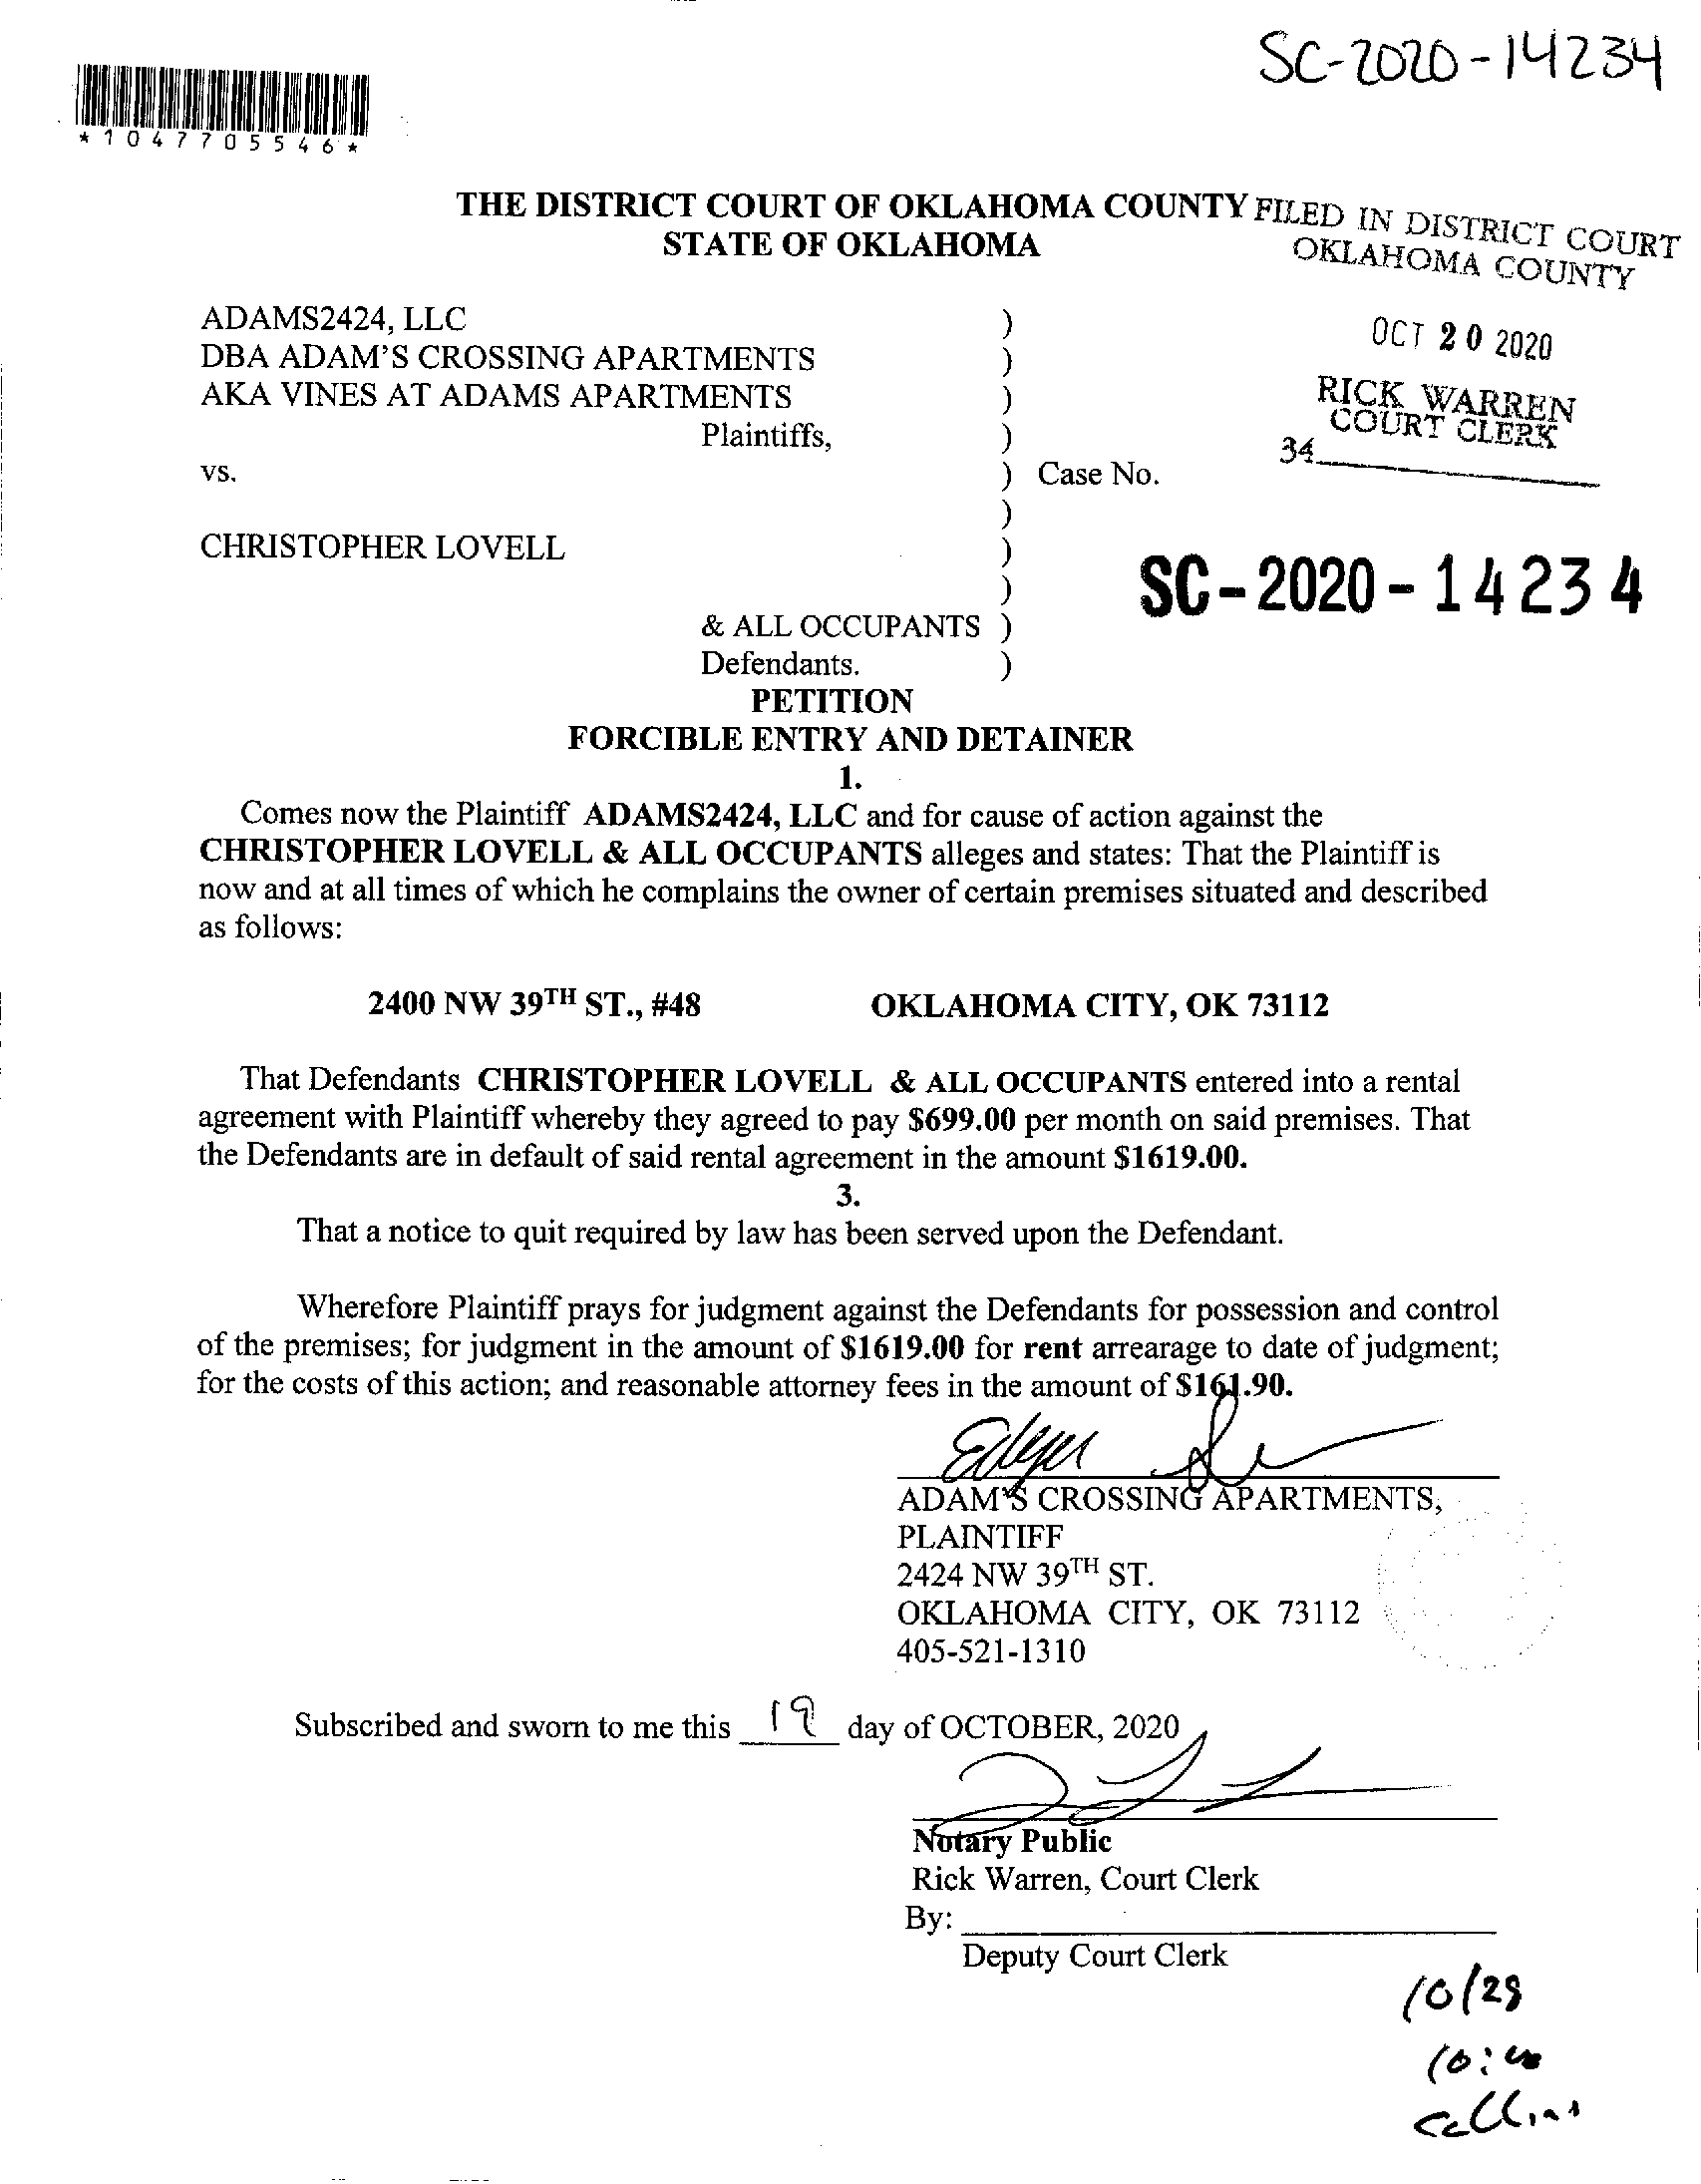 SC-2020-14234
*1047705546*
THE DISTRICT COURT OF OKLAHOMA COUNTY
STATE OF OKLAHOMA
FILED IN DISTRICT COURT
OKLAHOMA COUNTY
OCT 20 2020
RICK WARREN
COURT CLERK
34
ADAMS2424, LLC )
DBA ADAM'S CROSSING APARTMENTS )
AKA VINES AT ADAMS APARTMENTS )
Plaintiffs, )
vs. ) Case No.
)
CHRISTOPHER LOVELL )
)
SC-2020-14234
& ALL OCCUPANTS )
Defendants. )
PETITION
FORCIBLE ENTRY AND DETAINER
1.
Comes now the Plaintiff ADAMS2424, LLC and for cause of action against the
CHRISTOPHER LOVELL & ALL OCCUPANTS alleges and states: That the Plaintiff is
now and at all times of which he complains the owner of certain premises situated and described
as follows:
2400 NW 39TH ST., #48 OKLAHOMA CITY, OK 73112
That Defendants CHRISTOPHER LOVELL & ALL OCCUPANTS entered into a rental
agreement with Plaintiff whereby they agreed to pay $699.00 per month on said premises. That
the Defendants are in default of said rental agreement in the amount $1619.00.
3.
That a notice to quit required by law has been served upon the Defendant.
Wherefore Plaintiff prays for judgment against the Defendants for possession and control
of the premises; for judgment in the amount of $1619.00 for rent arrearage to date of judgment;
for the costs of this action; and reasonable attorney fees in the amount of $161.90.
ADAM'S CROSSING APARTMENTS,
PLAINTIFF
2424 NW 39TH ST.
OKLAHOMA CITY, OK 73112
405-521-1310
Subscribed and sworn to me this 19 day of OCTOBER, 2020
Notary Public
Rick Warren, Court Clerk
By:
Deputy Court Clerk
10/28
10:00
Collins